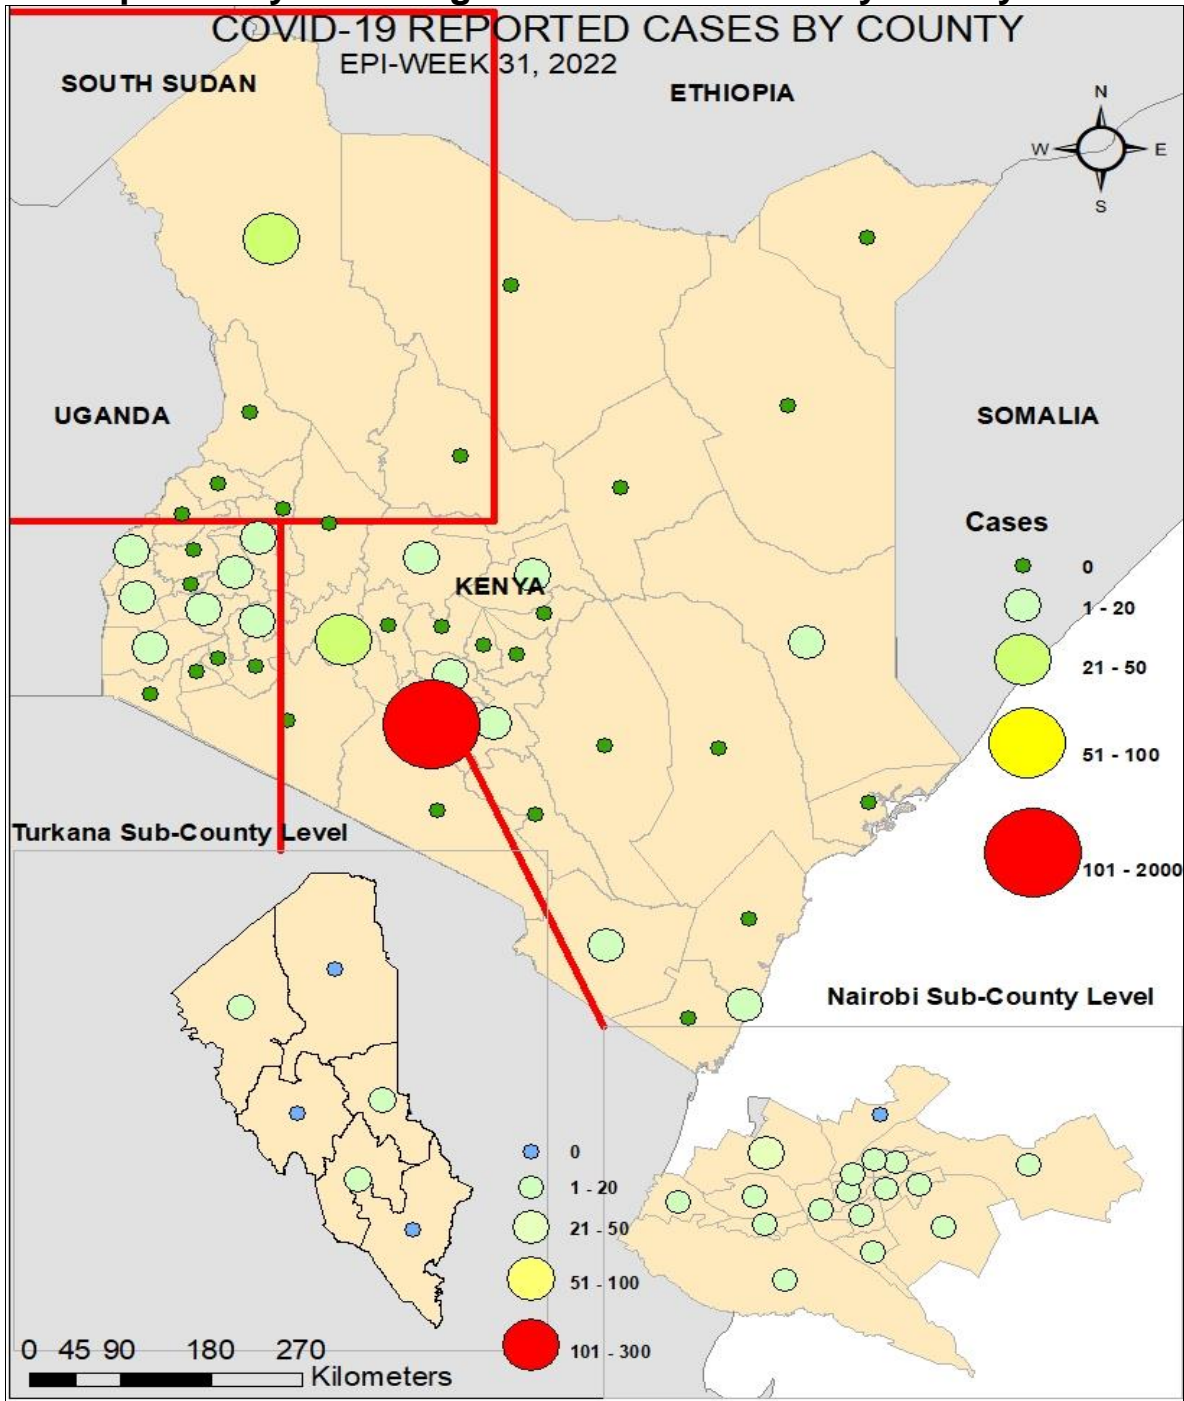 COVID-19 REPORTED CASES BY COUNTY
EPI-WEEK 31, 2022
SOUTH SUDAN
ETHIOPIA
N
W E
S
UGANDA
SOMALIA
KENYA
Cases
0
1 - 20
21 - 50
51 - 100
101 - 2000
Turkana Sub-County Level
0
1 - 20
21 - 50
51 - 100
101 - 300
0 45 90 180 270
Kilometers
Nairobi Sub-County Level